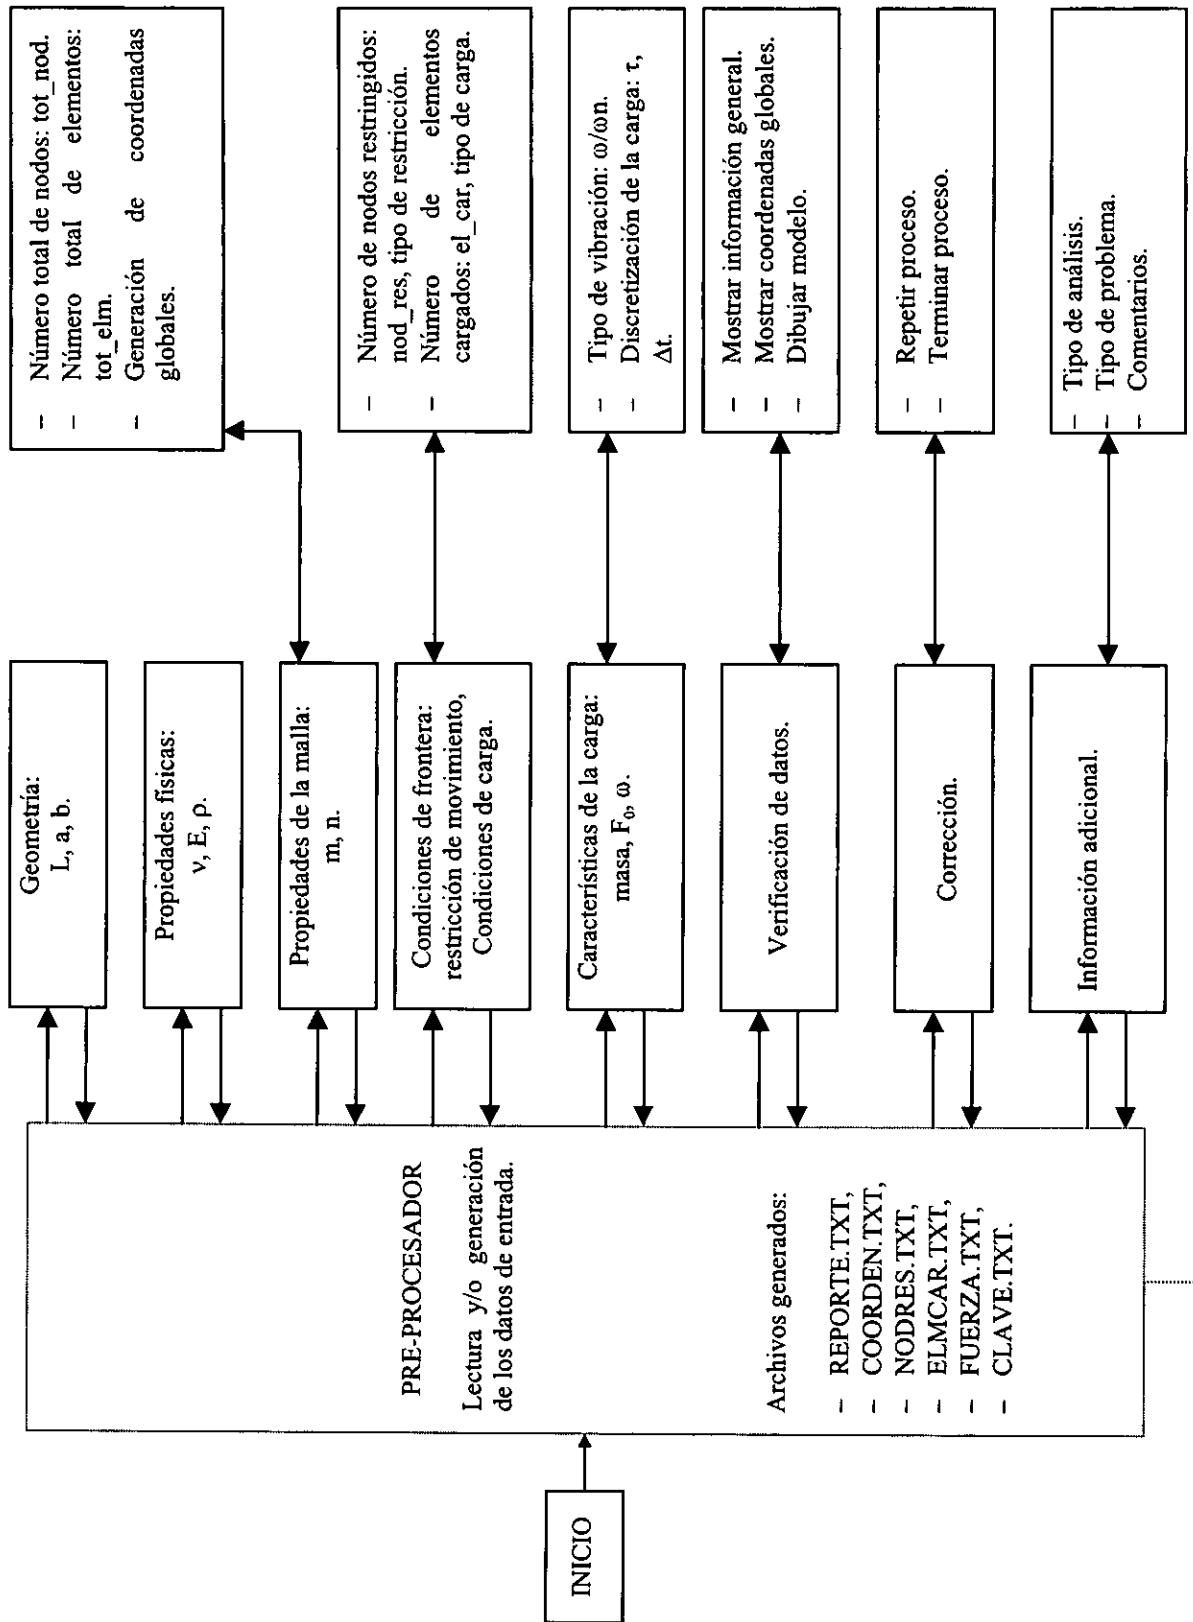 INICIO
PRE-PROCESADOR
Lectura y/o generación
de los datos de entrada.
Archivos generados:
– REPORTE.TXT,
– COORDEN.TXT,
– NODRES.TXT,
– ELMCAR.TXT,
– FUERZA.TXT,
– CLAVE.TXT.
Geometría:
L, a, b.
Propiedades físicas:
ν, E, ρ.
Propiedades de la malla:
m, n.
Condiciones de frontera:
restricción de movimiento,
Condiciones de carga.
Características de la carga:
masa, F₀, ω.
Verificación de datos.
Corrección.
Información adicional.
– Número total de nodos: tot_nod.
– Número total de elementos:
tot_elm.
– Generación de coordenadas
globales.
– Número de nodos restringidos:
nod_res, tipo de restricción.
– Número de elementos
cargados: el_car, tipo de carga.
– Tipo de vibración: ω/ωn.
– Discretización de la carga: τ,
Δt.
– Mostrar información general.
– Mostrar coordenadas globales.
– Dibujar modelo.
– Repetir proceso.
– Terminar proceso.
– Tipo de análisis.
– Tipo de problema.
– Comentarios.